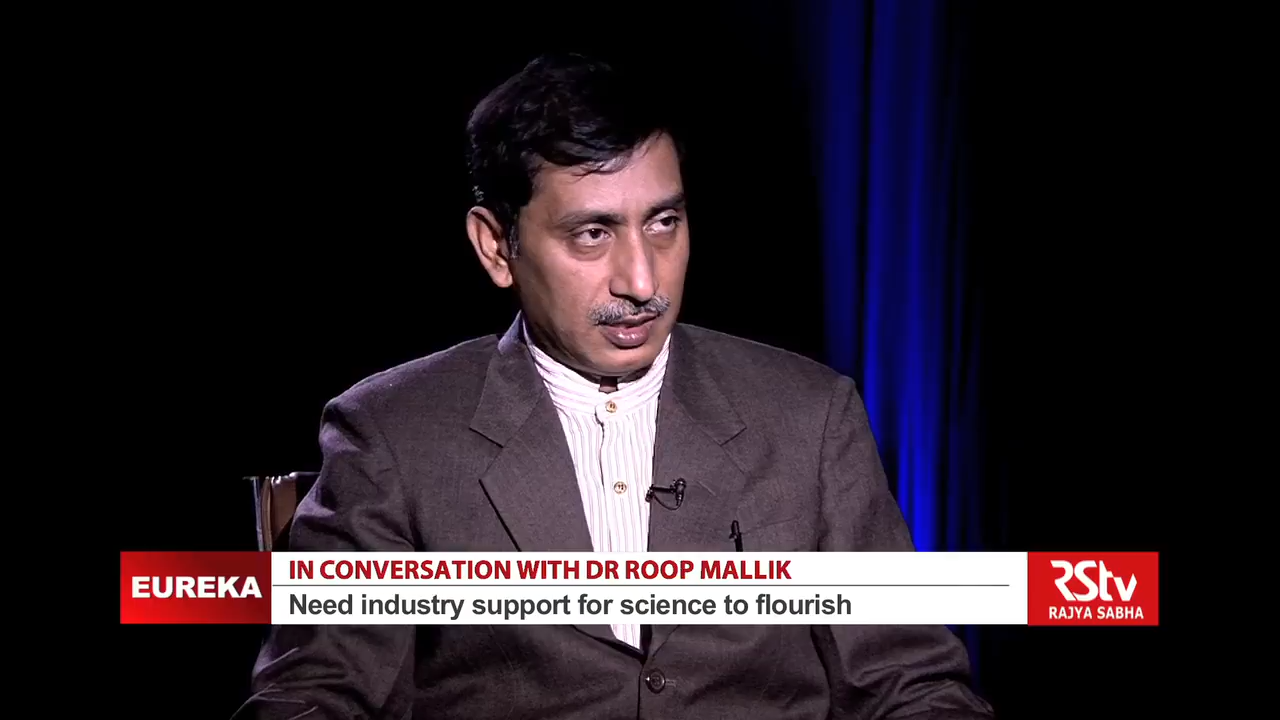 EUREKA
IN CONVERSATION WITH DR ROOP MALLIK
Need industry support for science to flourish
RStv
RAJYA SABHA